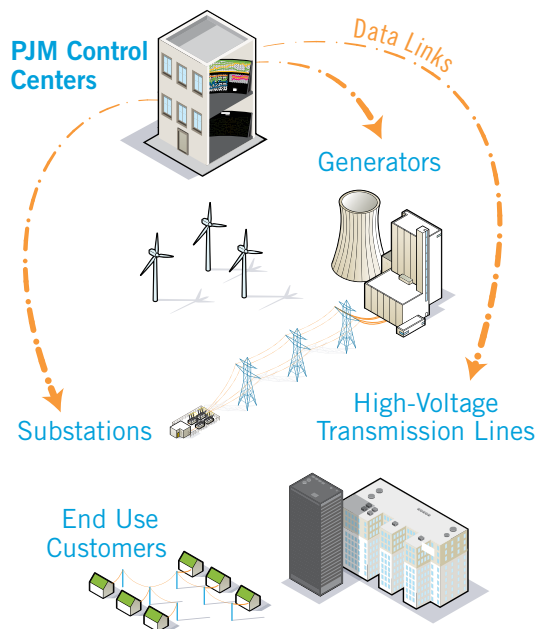 PJM Control
Centers
Data Links
Generators
Substations
High-Voltage
Transmission Lines
End Use
Customers